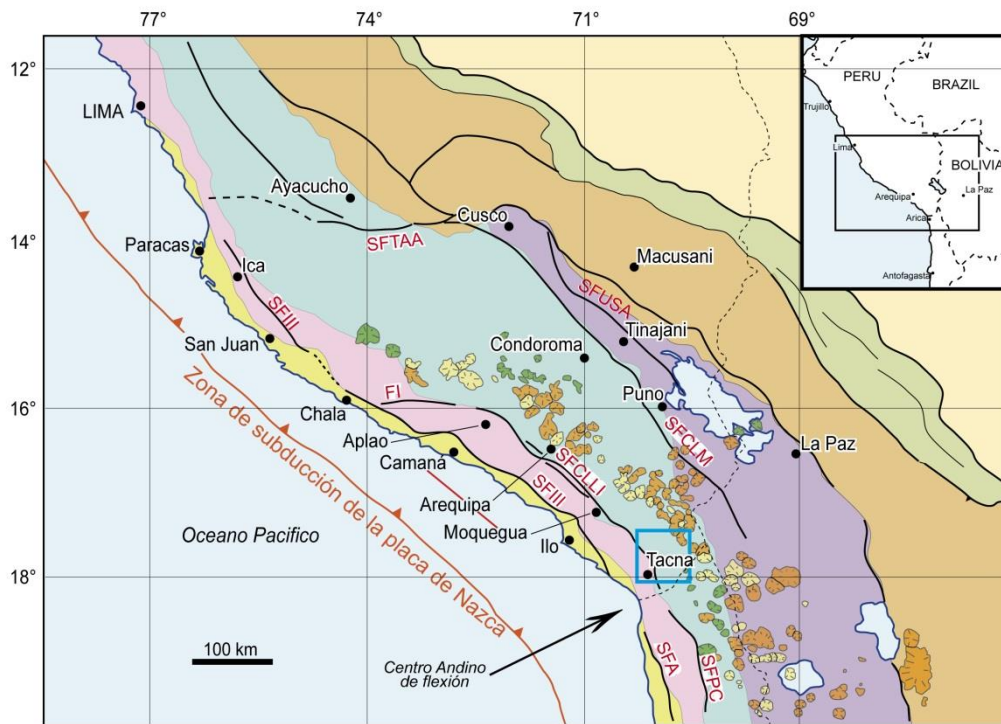 77°
74°
71°
69°
12°
14°
16°
18°
LIMA
Ayacucho
Cusco
SFTAA
Paracas
Ica
SFIII
San Juan
Macusani
SFUSA
Tinajani
Condoroma
Puno
SFCLM
La Paz
Chala
FI
Aplao
Camaná
SFCLLI
SFIII
Arequipa
Moquegua
Ilo
Tacna
Zona de subducción de la placa de Nazca
Oceano Pacifico
100 km
Centro Andino
de flexión
SFA
SFPC
PERU
BRAZIL
Trujillo
Lima
BOLIVIA
La Paz
Arequipa
Arica
Antofagasta